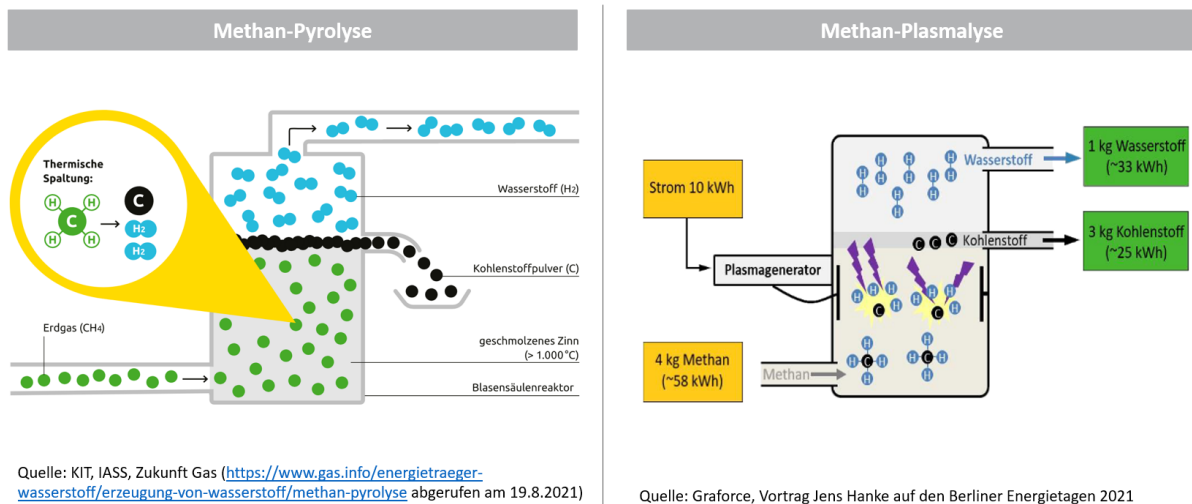 Methan-Pyrolyse
Thermische
Spaltung:
H
H
C
H
H
C
H2
H2
Wasserstoff (H2)
Kohlenstoffpulver (C)
Erdgas (CH4)
geschmolzenes Zinn
(> 1.000 °C)
Blasensäulenreaktor
Quelle: KIT, IASS, Zukunft Gas (https://www.gas.info/energietraeger-
wasserstoff/erzeugung-von-wasserstoff/methan-pyrolyse abgerufen am 19.8.2021)
Methan-Plasmalyse
Strom 10 kWh
Plasmagenerator
4 kg Methan
(~58 kWh)
Methan
H H H H H
H H H H
H
Wasserstoff
C C C Kohlenstoff
H H H H
C
H H H H
C
H
H C H
H
H
H C H
H
1 kg Wasserstoff
(~33 kWh)
3 kg Kohlenstoff
(~25 kWh)
Quelle: Graforce, Vortrag Jens Hanke auf den Berliner Energietagen 2021